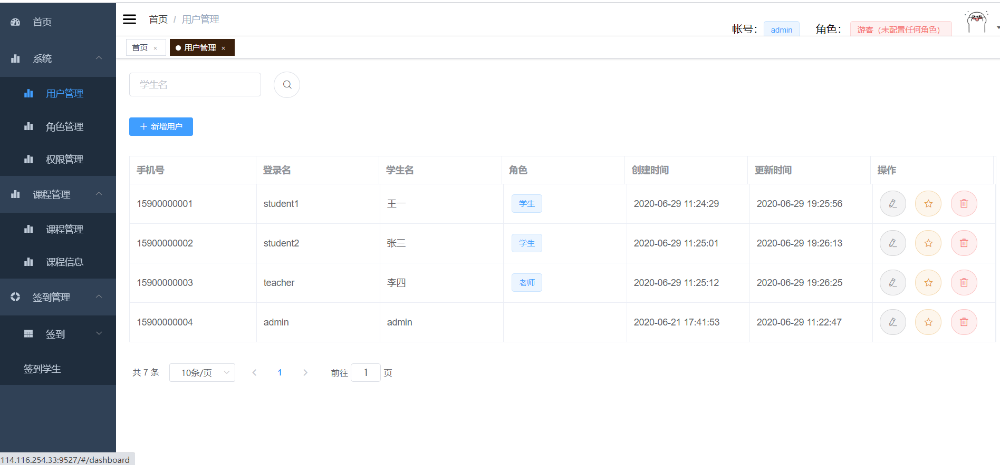 首页
系统
用户管理
角色管理
权限管理
课程管理
课程管理
课程信息
签到管理
签到
签到学生
首页 / 用户管理
帐号： admin 角色： 游客（未配置任何角色）
首页 × 用户管理 ×
学生名
新增用户
手机号 登录名 学生名 角色 创建时间 更新时间 操作
15900000001 student1 王一 学生 2020-06-29 11:24:29 2020-06-29 19:25:56
15900000002 student2 张三 学生 2020-06-29 11:25:01 2020-06-29 19:26:13
15900000003 teacher 李四 老师 2020-06-29 11:25:12 2020-06-29 19:26:25
15900000004 admin admin 2020-06-21 17:41:53 2020-06-29 11:22:47
共 7 条 10条/页 1 前往 1 页
114.116.254.33:9527/#/dashboard